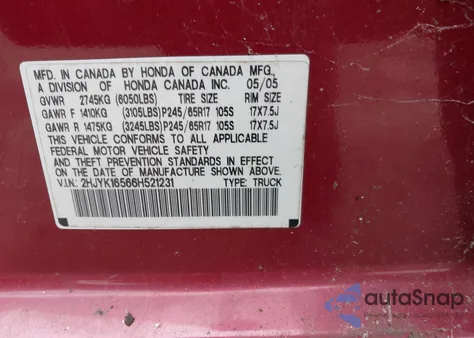 MFD. IN CANADA BY HONDA OF CANADA MFG.,
A DIVISION OF HONDA CANADA INC. 05/05
GVWR 2745KG (6050LBS) TIRE SIZE RIM SIZE
GAWR F 1410KG (3105LBS)P245/65R17 105S 17X7.5J
GAWR R 1475KG (3245LBS)P245/65R17 105S 17X7.5J
THIS VEHICLE CONFORMS TO ALL APPLICABLE
FEDERAL MOTOR VEHICLE SAFETY AND
THEFT PREVENTION STANDARDS IN EFFECT ON THE
DATE OF MANUFACTURE SHOWN ABOVE.
V.I.N.: 2HJYK16566H521231 TYPE: TRUCK
autoSnap